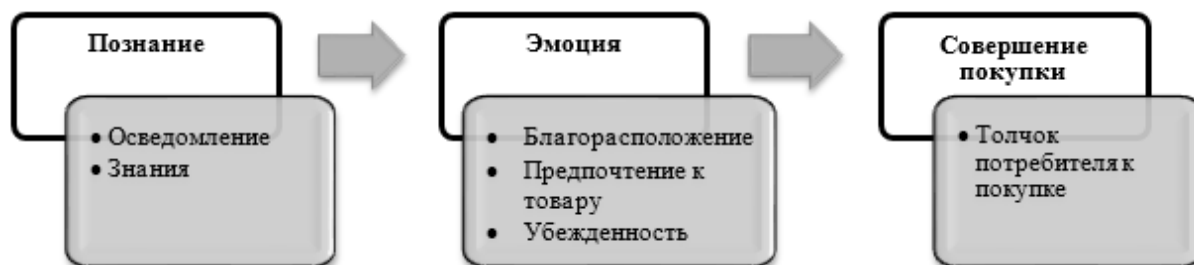 Познание
• Осведомление
• Знания
Эмоция
• Благорасположение
• Предпочтение к
товару
• Убежденность
Совершение
покупки
• Толчок
потребителя к
покупке